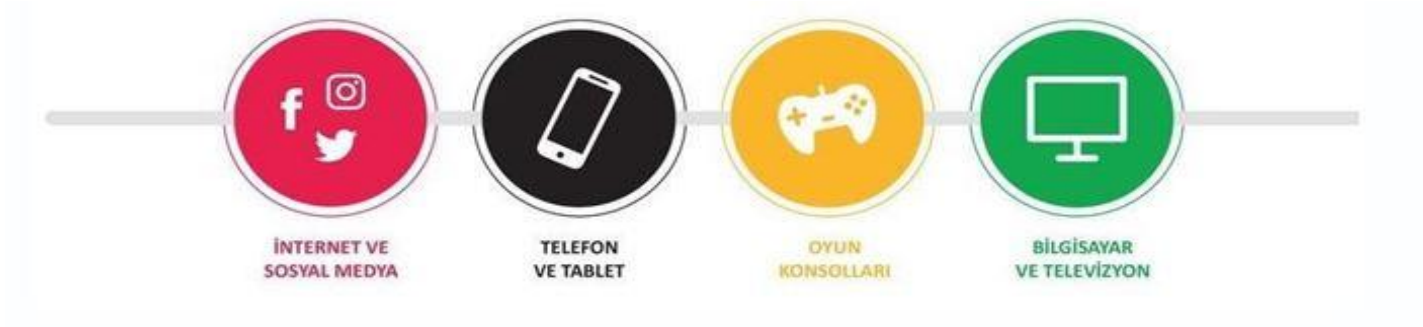 İNTERNET VE
SOSYAL MEDYA
TELEFON
VE TABLET
OYUN
KONSOLLARI
BİLGİSAYAR
VE TELEVİZYON